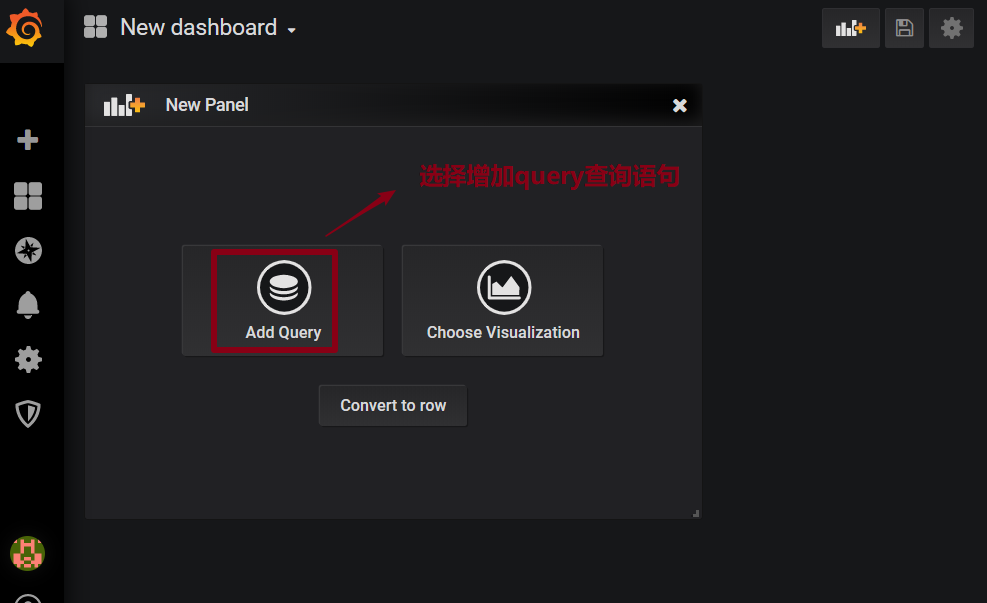 New dashboard
New Panel
选择增加query查询语句
Add Query
Choose Visualization
Convert to row